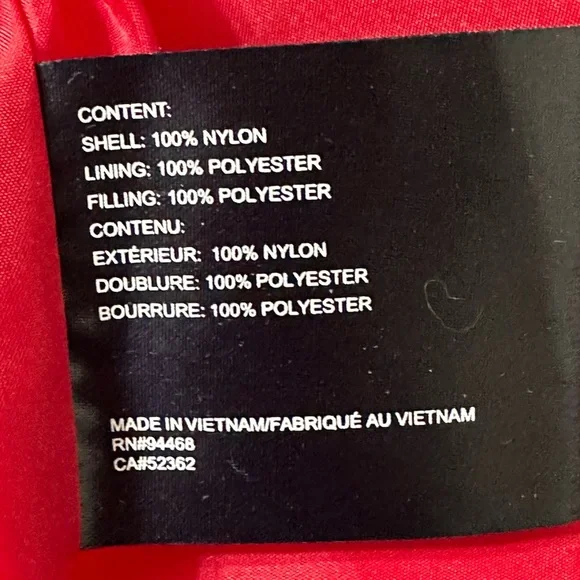 CONTENT:
SHELL: 100% NYLON
LINING: 100% POLYESTER
FILLING: 100% POLYESTER
CONTENU:
EXTÉRIEUR: 100% NYLON
DOUBLURE: 100% POLYESTER
BOURRURE: 100% POLYESTER
MADE IN VIETNAM/FABRIQUÉ AU VIETNAM
RN#94468
CA#52362